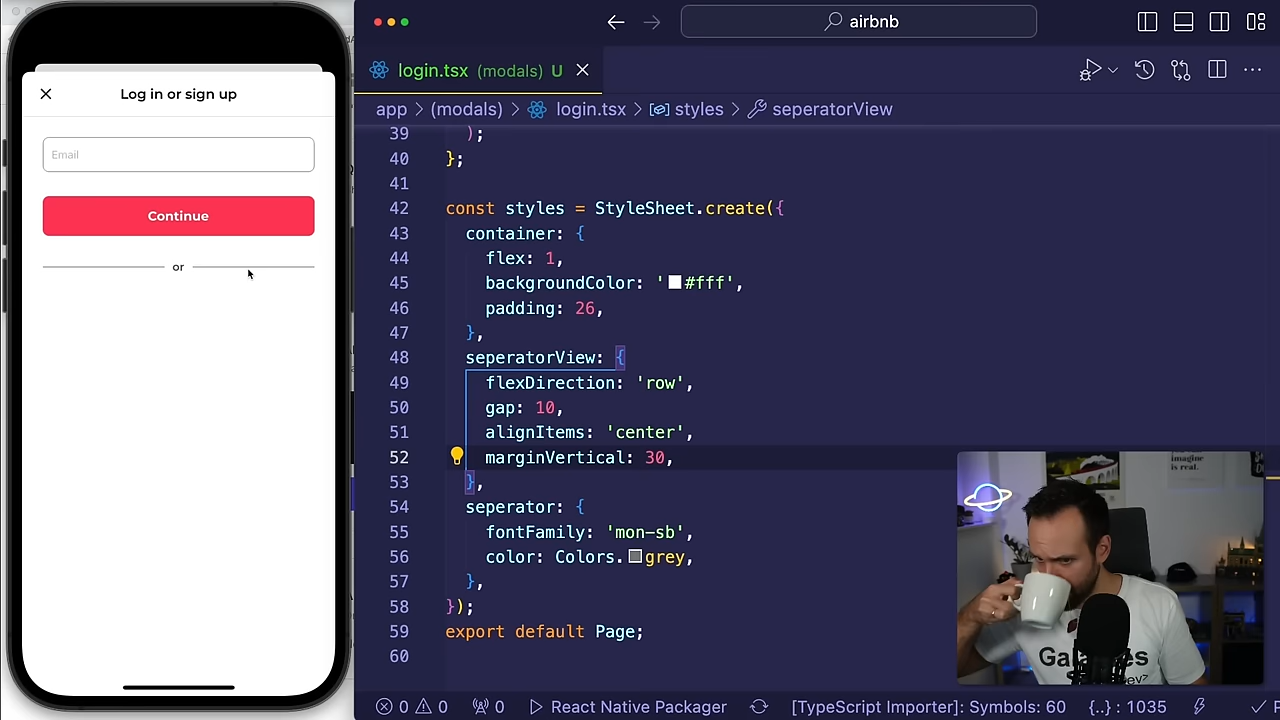 Log in or sign up
Email
Continue
or
airbnb
login.tsx (modals) U
app > (modals) > login.tsx > styles > seperatorView
39 );
40 };
41
42 const styles = StyleSheet.create({
43 container: {
44 flex: 1,
45 backgroundColor: '#fff',
46 padding: 26,
47 },
48 seperatorView: {
49 flexDirection: 'row',
50 gap: 10,
51 alignItems: 'center',
52 marginVertical: 30,
53 },
54 seperator: {
55 fontFamily: 'mon-sb',
56 color: Colors.grey,
57 },
58 });
59 export default Page;
60
imagine
is real.
0 0 0 React Native Packager [TypeScript Importer]: Symbols: 60 {..} : 1035